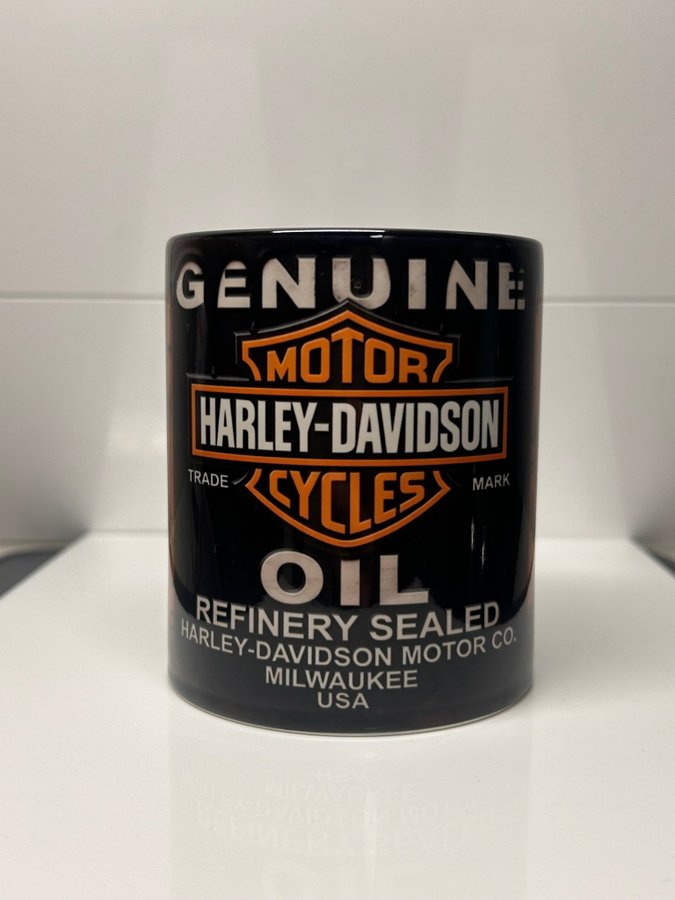 GENUINE
MOTOR
HARLEY-DAVIDSON
TRADE MARK
CYCLES
OIL
REFINERY SEALED
HARLEY-DAVIDSON MOTOR CO.
MILWAUKEE
USA